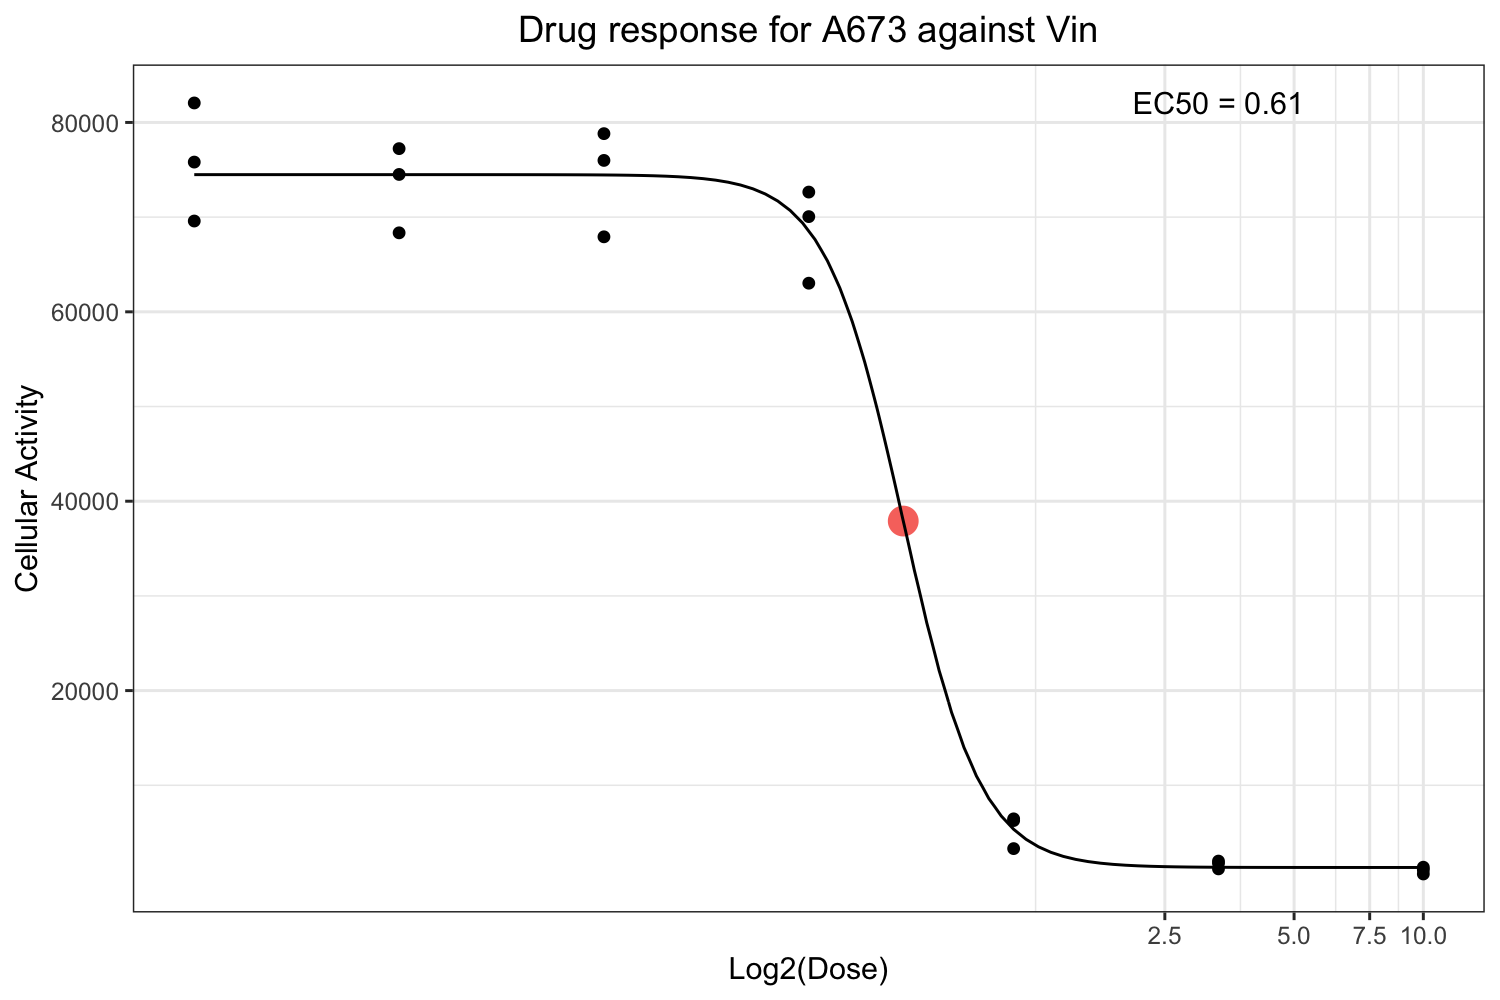 Drug response for A673 against Vin
EC50 = 0.61
80000
60000
40000
20000
Cellular Activity
2.5 5.0 7.5 10.0
Log2(Dose)